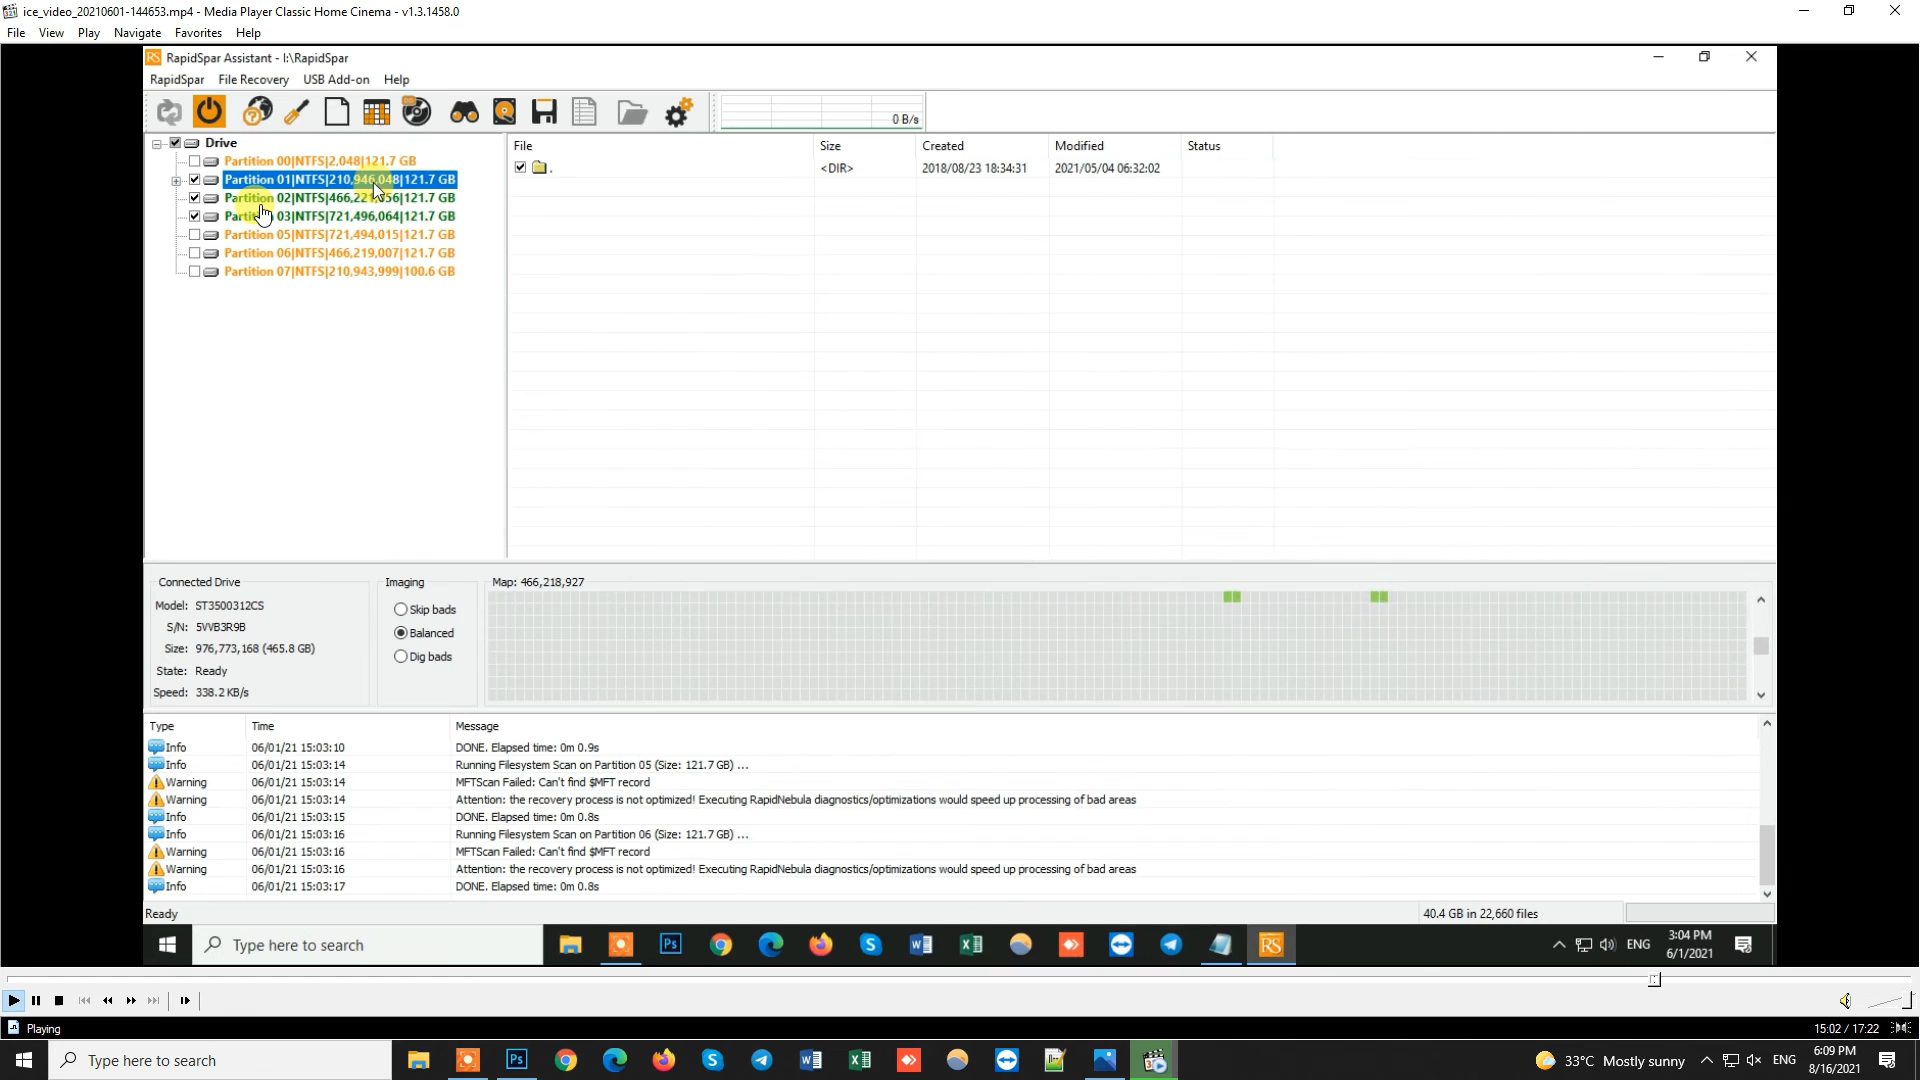 ice_video_20210601-144653.mp4 - Media Player Classic Home Cinema - v1.3.1458.0
File View Play Navigate Favorites Help
RapidSpar Assistant - I:\RapidSpar
RapidSpar File Recovery USB Add-on Help
0 B/s
Drive
Partition 00|NTFS|2,048|121.7 GB
Partition 01|NTFS|210,946,048|121.7 GB
Partition 02|NTFS|466,221,056|121.7 GB
Partition 03|NTFS|721,496,064|121.7 GB
Partition 05|NTFS|721,494,015|121.7 GB
Partition 06|NTFS|466,219,007|121.7 GB
Partition 07|NTFS|210,943,999|100.6 GB
File Size Created Modified Status
. <DIR> 2018/08/23 18:34:31 2021/05/04 06:32:02
Connected Drive
Model: ST3500312CS
S/N: 5VVB3R9B
Size: 976,773,168 (465.8 GB)
State: Ready
Speed: 338.2 KB/s
Imaging
Skip bads
Balanced
Dig bads
Map: 466,218,927
Type Time Message
Info 06/01/21 15:03:10 DONE. Elapsed time: 0m 0.9s
Info 06/01/21 15:03:14 Running Filesystem Scan on Partition 05 (Size: 121.7 GB) ...
Warning 06/01/21 15:03:14 MFTScan Failed: Can't find $MFT record
Warning 06/01/21 15:03:14 Attention: the recovery process is not optimized! Executing RapidNebula diagnostics/optimizations would speed up processing of bad areas
Info 06/01/21 15:03:15 DONE. Elapsed time: 0m 0.8s
Info 06/01/21 15:03:16 Running Filesystem Scan on Partition 06 (Size: 121.7 GB) ...
Warning 06/01/21 15:03:16 MFTScan Failed: Can't find $MFT record
Warning 06/01/21 15:03:16 Attention: the recovery process is not optimized! Executing RapidNebula diagnostics/optimizations would speed up processing of bad areas
Info 06/01/21 15:03:17 DONE. Elapsed time: 0m 0.8s
Ready 40.4 GB in 22,660 files
Type here to search
ENG 3:04 PM
6/1/2021
Playing 15:02 / 17:22
Type here to search
33°C Mostly sunny ENG 6:09 PM
8/16/2021